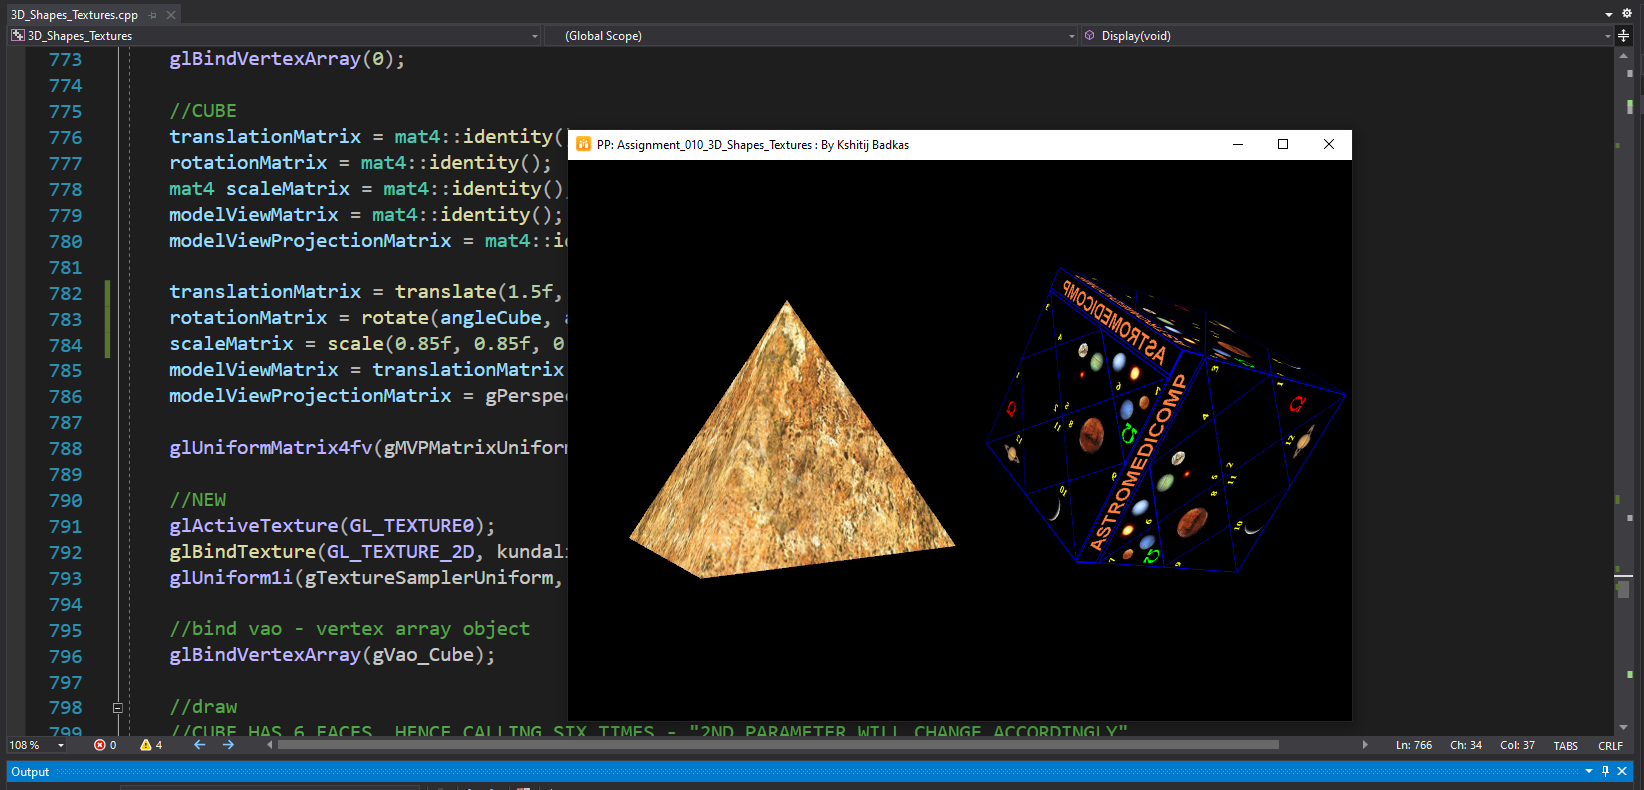 3D_Shapes_Textures.cpp
3D_Shapes_Textures
(Global Scope)
Display(void)
773 glBindVertexArray(0);
774
775 //CUBE
776 translationMatrix = mat4::identity(
777 rotationMatrix = mat4::identity();
778 mat4 scaleMatrix = mat4::identity()
779 modelViewMatrix = mat4::identity();
780 modelViewProjectionMatrix = mat4::i
781
782 translationMatrix = translate(1.5f,
783 rotationMatrix = rotate(angleCube,
784 scaleMatrix = scale(0.85f, 0.85f, 0
785 modelViewMatrix = translationMatrix
786 modelViewProjectionMatrix = gPerspe
787
788 glUniformMatrix4fv(gMVPMatrixUniform
789
790 //NEW
791 glActiveTexture(GL_TEXTURE0);
792 glBindTexture(GL_TEXTURE_2D, kundal
793 glUniform1i(gTextureSamplerUniform,
794
795 //bind vao - vertex array object
796 glBindVertexArray(gVao_Cube);
797
798 //draw
799 //CUBE HAS 6 FACES, HENCE CALLING SIX TIMES - "2ND PARAMETER WILL CHANGE ACCORDINGLY"
PP: Assignment_010_3D_Shapes_Textures : By Kshitij Badkas
ASTROMEDICOMP
ASTROMEDICOMP
108 %
0
4
Ln: 766
Ch: 34
Col: 37
TABS
CRLF
Output